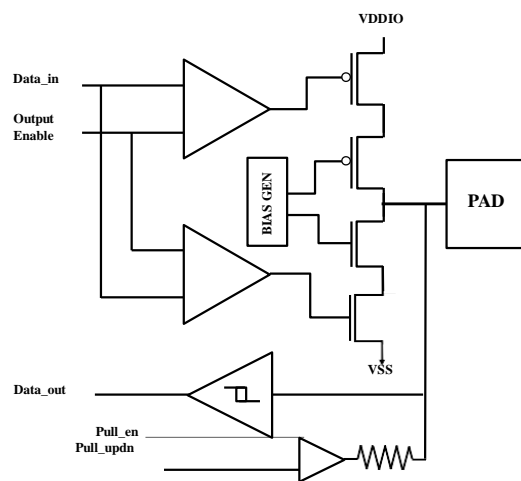 VDDIO
Data_in
Output
Enable
BIAS GEN
PAD
VSS
Data_out
Pull_en
Pull_updn